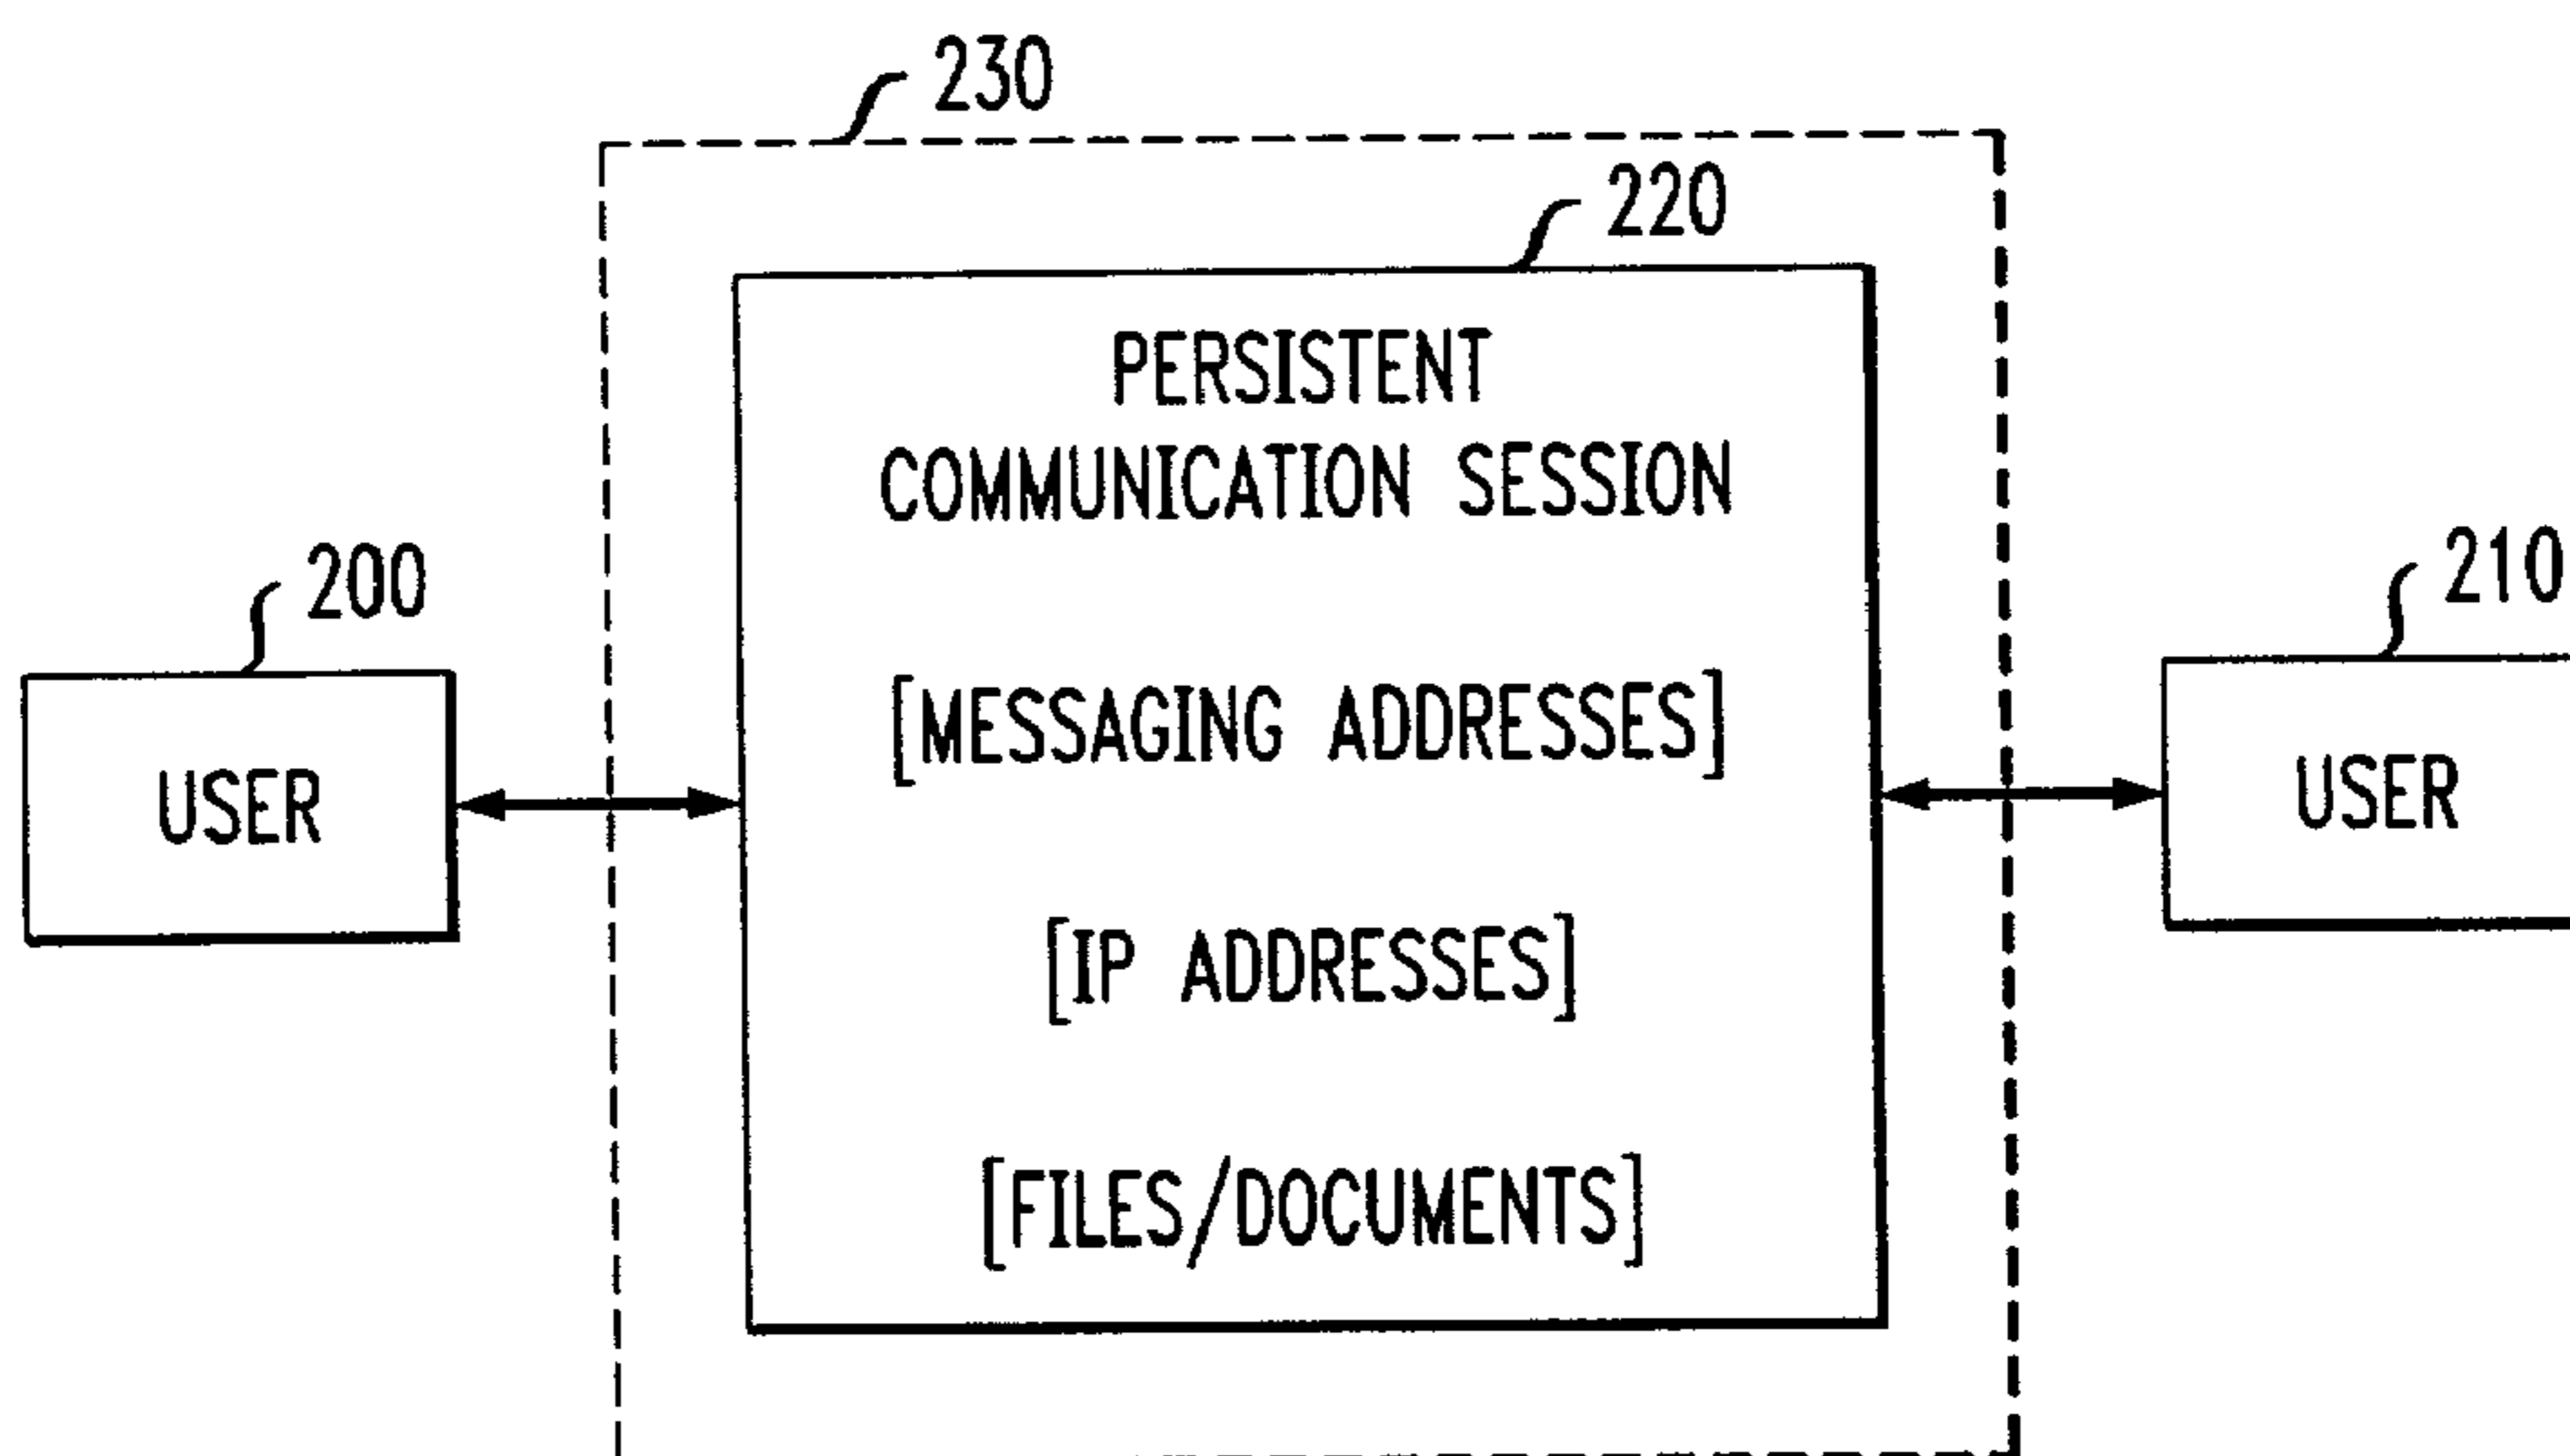 230
220
PERSISTENT
COMMUNICATION SESSION
200
210
[MESSAGING ADDRESSES]
USER
USER
[IP ADDRESSES]
[FILES/DOCUMENTS]